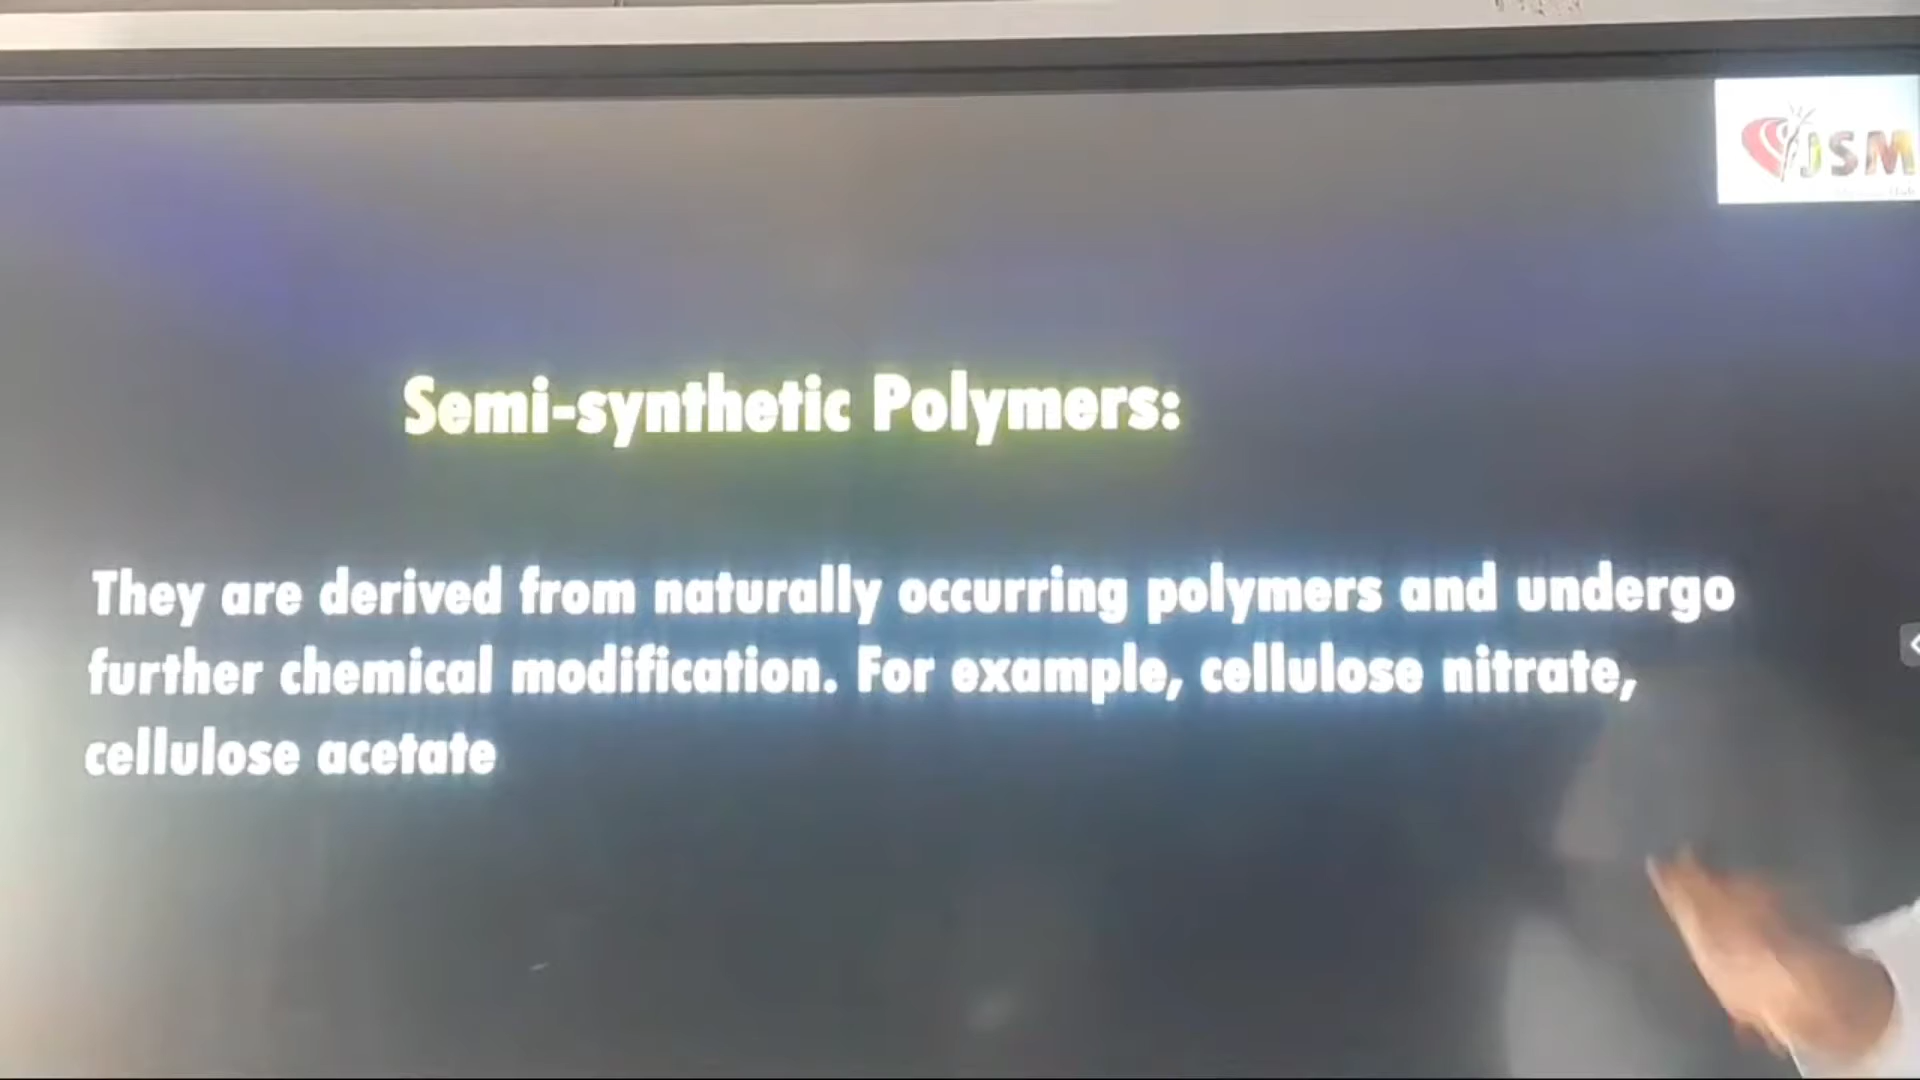 JSM
Semi-synthetic Polymers:
They are derived from naturally occurring polymers and undergo
further chemical modification. For example, cellulose nitrate,
cellulose acetate